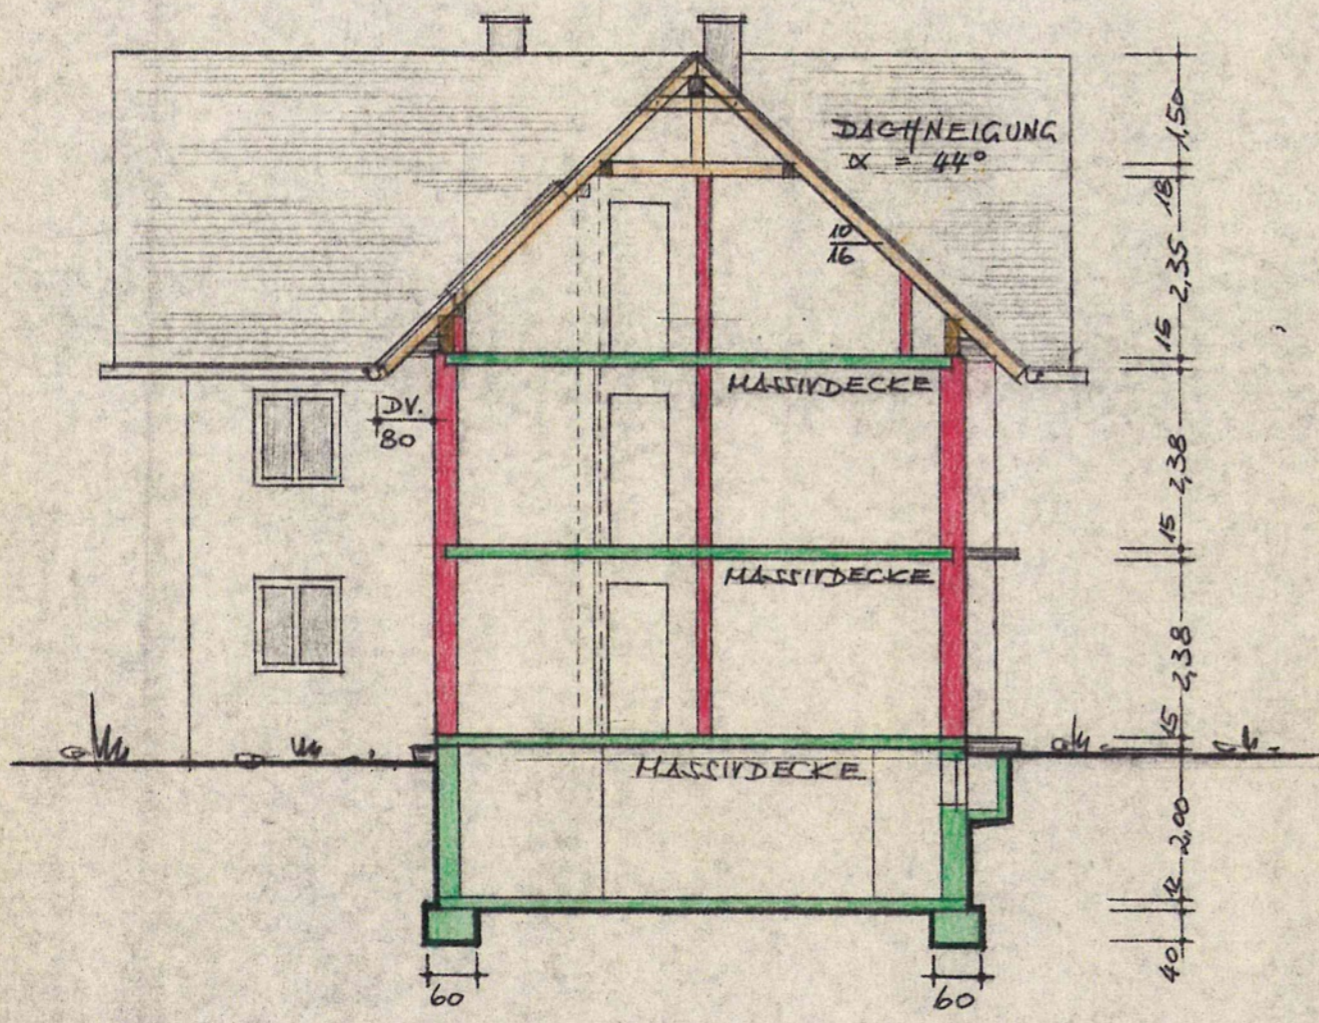 DACHNEIGUNG
α = 44°
1,50
18
10
16
2,35
15
MASSIVDECKE
DV.
80
2,38
15
MASSIVDECKE
2,38
15
MASSIVDECKE
2,00
12
40
60
60